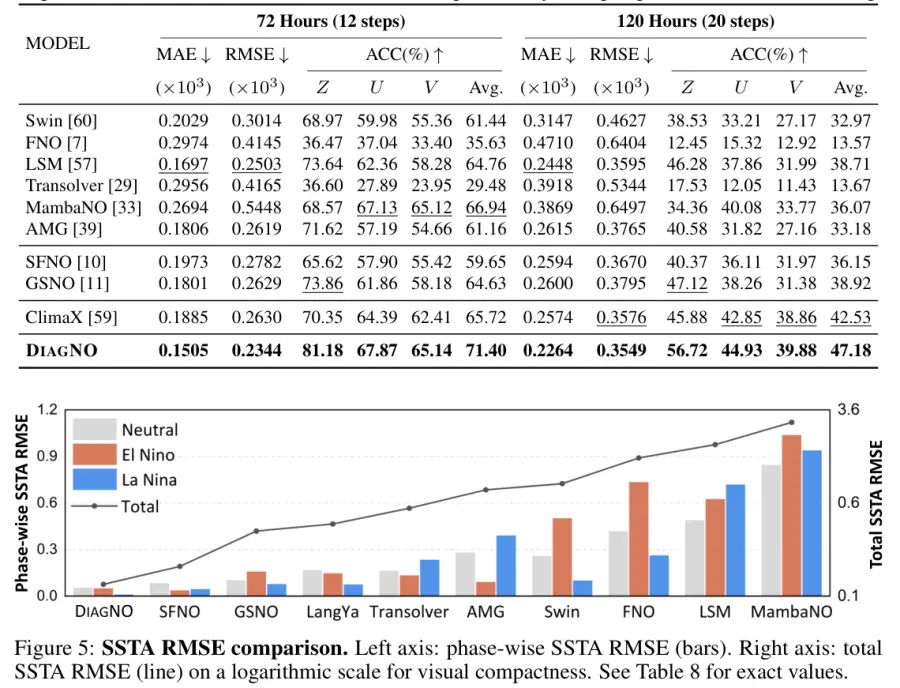 72 Hours (12 steps) 120 Hours (20 steps)
MODEL
MAE ↓ RMSE ↓ ACC(%) ↑ MAE ↓ RMSE ↓ ACC(%) ↑
(×10³) (×10³) Z U V Avg. (×10³) (×10³) Z U V Avg.
Swin [60] 0.2029 0.3014 68.97 59.98 55.36 61.44 0.3147 0.4627 38.53 33.21 27.17 32.97
FNO [7] 0.2974 0.4145 36.47 37.04 33.40 35.63 0.4710 0.6404 12.45 15.32 12.92 13.57
LSM [57] 0.1697 0.2503 73.64 62.36 58.28 64.76 0.2448 0.3595 46.28 37.86 31.99 38.71
Transolver [29] 0.2956 0.4165 36.60 27.89 23.95 29.48 0.3918 0.5344 17.53 12.05 11.43 13.67
MambaNO [33] 0.2694 0.5448 68.57 67.13 65.12 66.94 0.3869 0.6497 34.36 40.08 33.77 36.07
AMG [39] 0.1806 0.2619 71.62 57.19 54.66 61.16 0.2615 0.3765 40.58 31.82 27.16 33.18
SFNO [10] 0.1973 0.2782 65.62 57.90 55.42 59.65 0.2594 0.3670 40.37 36.11 31.97 36.15
GSNO [11] 0.1801 0.2629 73.86 61.86 58.18 64.63 0.2600 0.3795 47.12 38.26 31.38 38.92
ClimaX [59] 0.1885 0.2630 70.35 64.39 62.41 65.72 0.2574 0.3576 45.88 42.85 38.86 42.53
DIAGNO 0.1505 0.2344 81.18 67.87 65.14 71.40 0.2264 0.3549 56.72 44.93 39.88 47.18
Phase-wise SSTA RMSE
1.2
0.9
0.6
0.3
0.0
Neutral
El Nino
La Nina
Total
3.6
0.6
0.1
Total SSTA RMSE
DIAGNO SFNO GSNO LangYa Transolver AMG Swin FNO LSM MambaNO
Figure 5: SSTA RMSE comparison. Left axis: phase-wise SSTA RMSE (bars). Right axis: total
SSTA RMSE (line) on a logarithmic scale for visual compactness. See Table 8 for exact values.